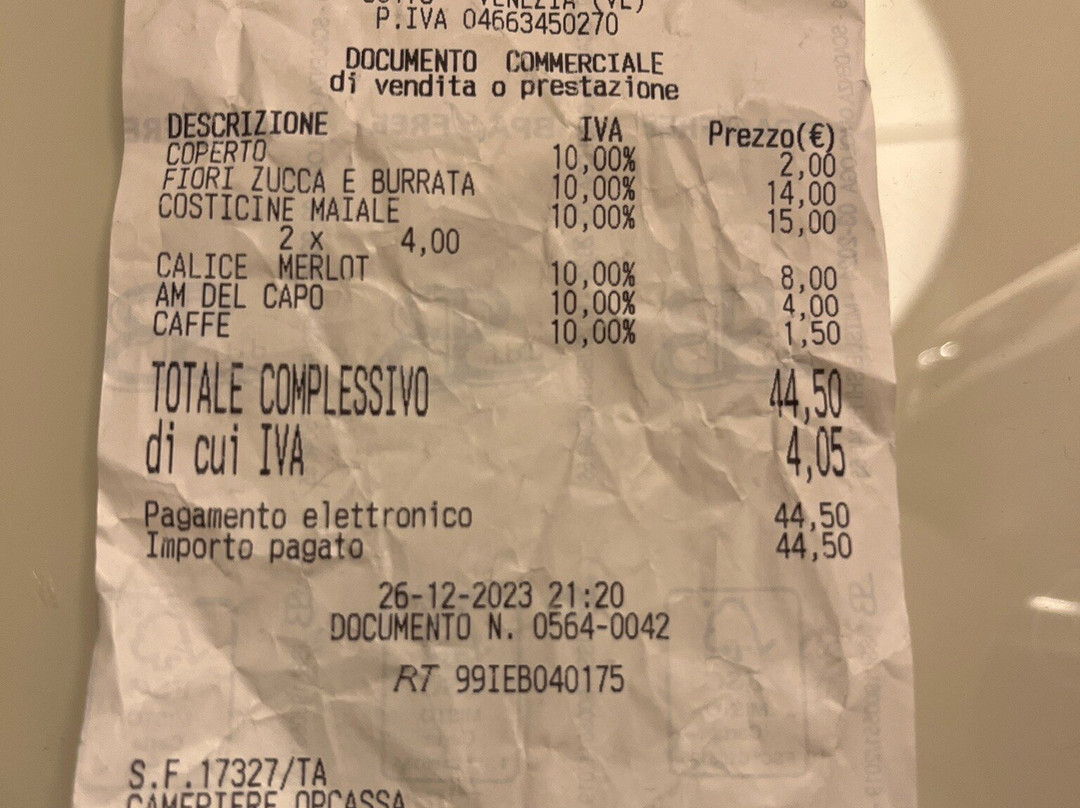 VENEZIA (VE)
P.IVA 04663450270
DOCUMENTO COMMERCIALE
di vendita o prestazione
DESCRIZIONE IVA Prezzo(€)
COPERTO 10,00% 2,00
FIORI ZUCCA E BURRATA 10,00% 14,00
COSTICINE MAIALE 10,00% 15,00
2 x 4,00
CALICE MERLOT 10,00% 8,00
AM DEL CAPO 10,00% 4,00
CAFFE 10,00% 1,50
TOTALE COMPLESSIVO 44,50
di cui IVA 4,05
Pagamento elettronico 44,50
Importo pagato 44,50
26-12-2023 21:20
DOCUMENTO N. 0564-0042
RT 99IEB040175
S.F.17327/TA
CAMERIERE ORCASSA